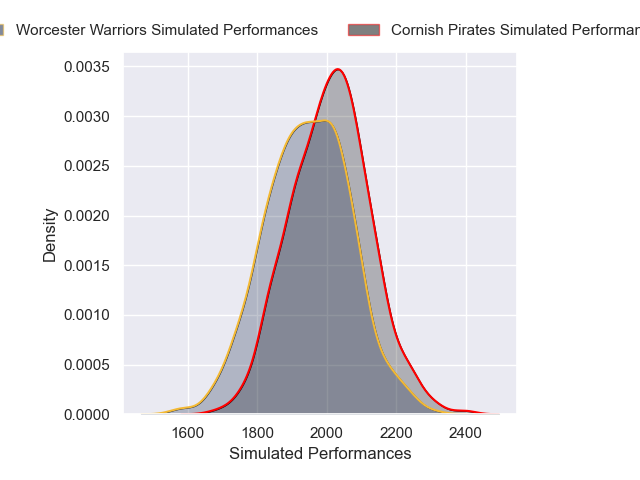 Worcester Warriors Simulated Performances
Cornish Pirates Simulated
0.0035
0.0030
0.0025
0.0020
0.0015
0.0010
0.0005
0.0000
Density
1600 1800 2000 2200 2400
Simulated Performances